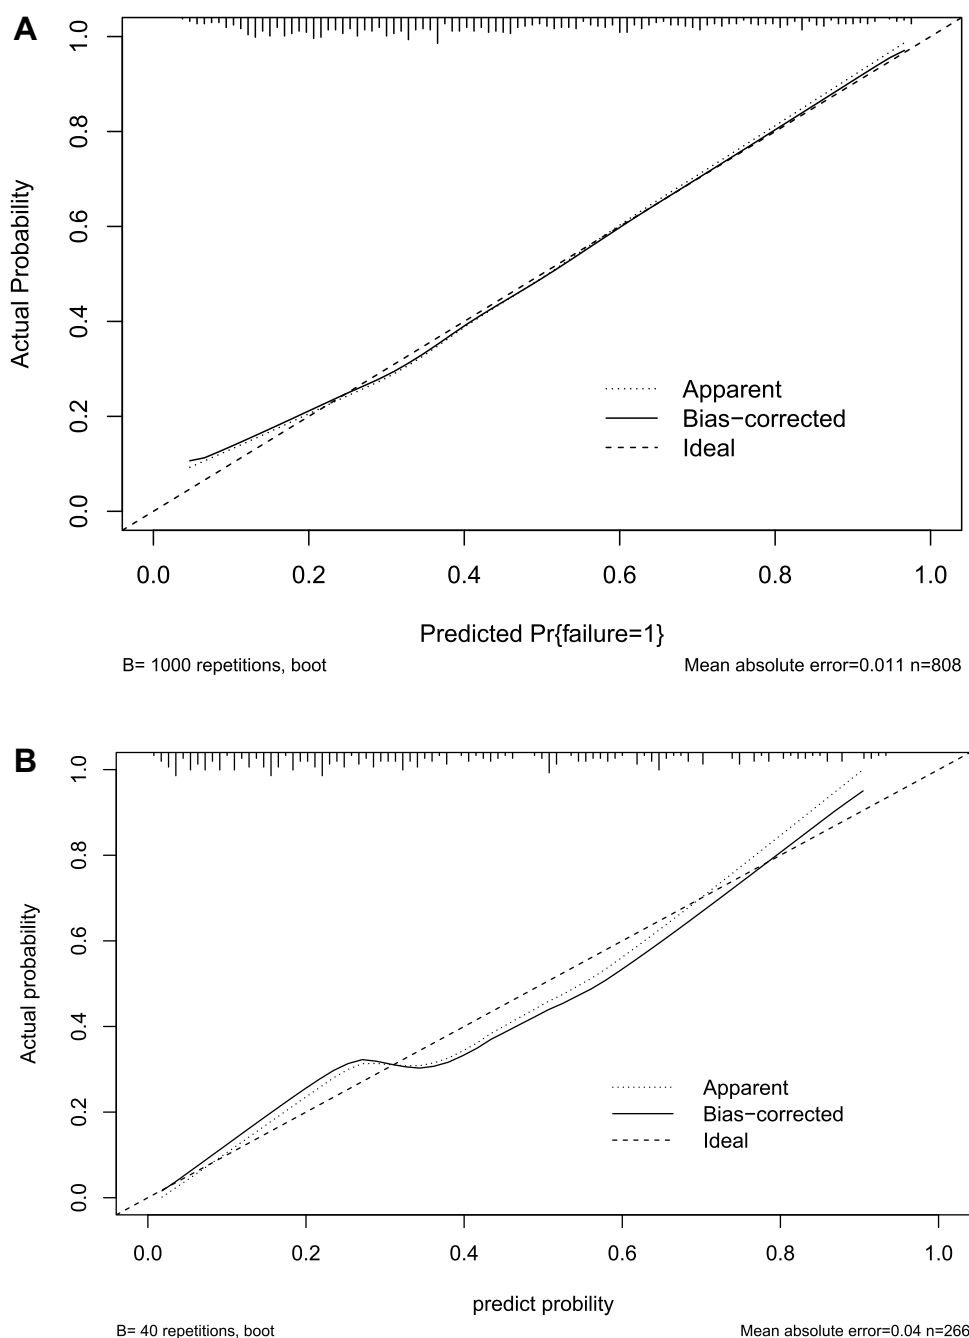 A
1.0
0.8
0.6
0.4
0.2
0.0
Actual Probability
Apparent
Bias−corrected
Ideal
0.0 0.2 0.4 0.6 0.8 1.0
Predicted Pr{failure=1}
B= 1000 repetitions, boot Mean absolute error=0.011 n=808
B
1.0
0.8
0.6
0.4
0.2
0.0
Actual probability
Apparent
Bias−corrected
Ideal
0.0 0.2 0.4 0.6 0.8 1.0
predict probility
B= 40 repetitions, boot Mean absolute error=0.04 n=266